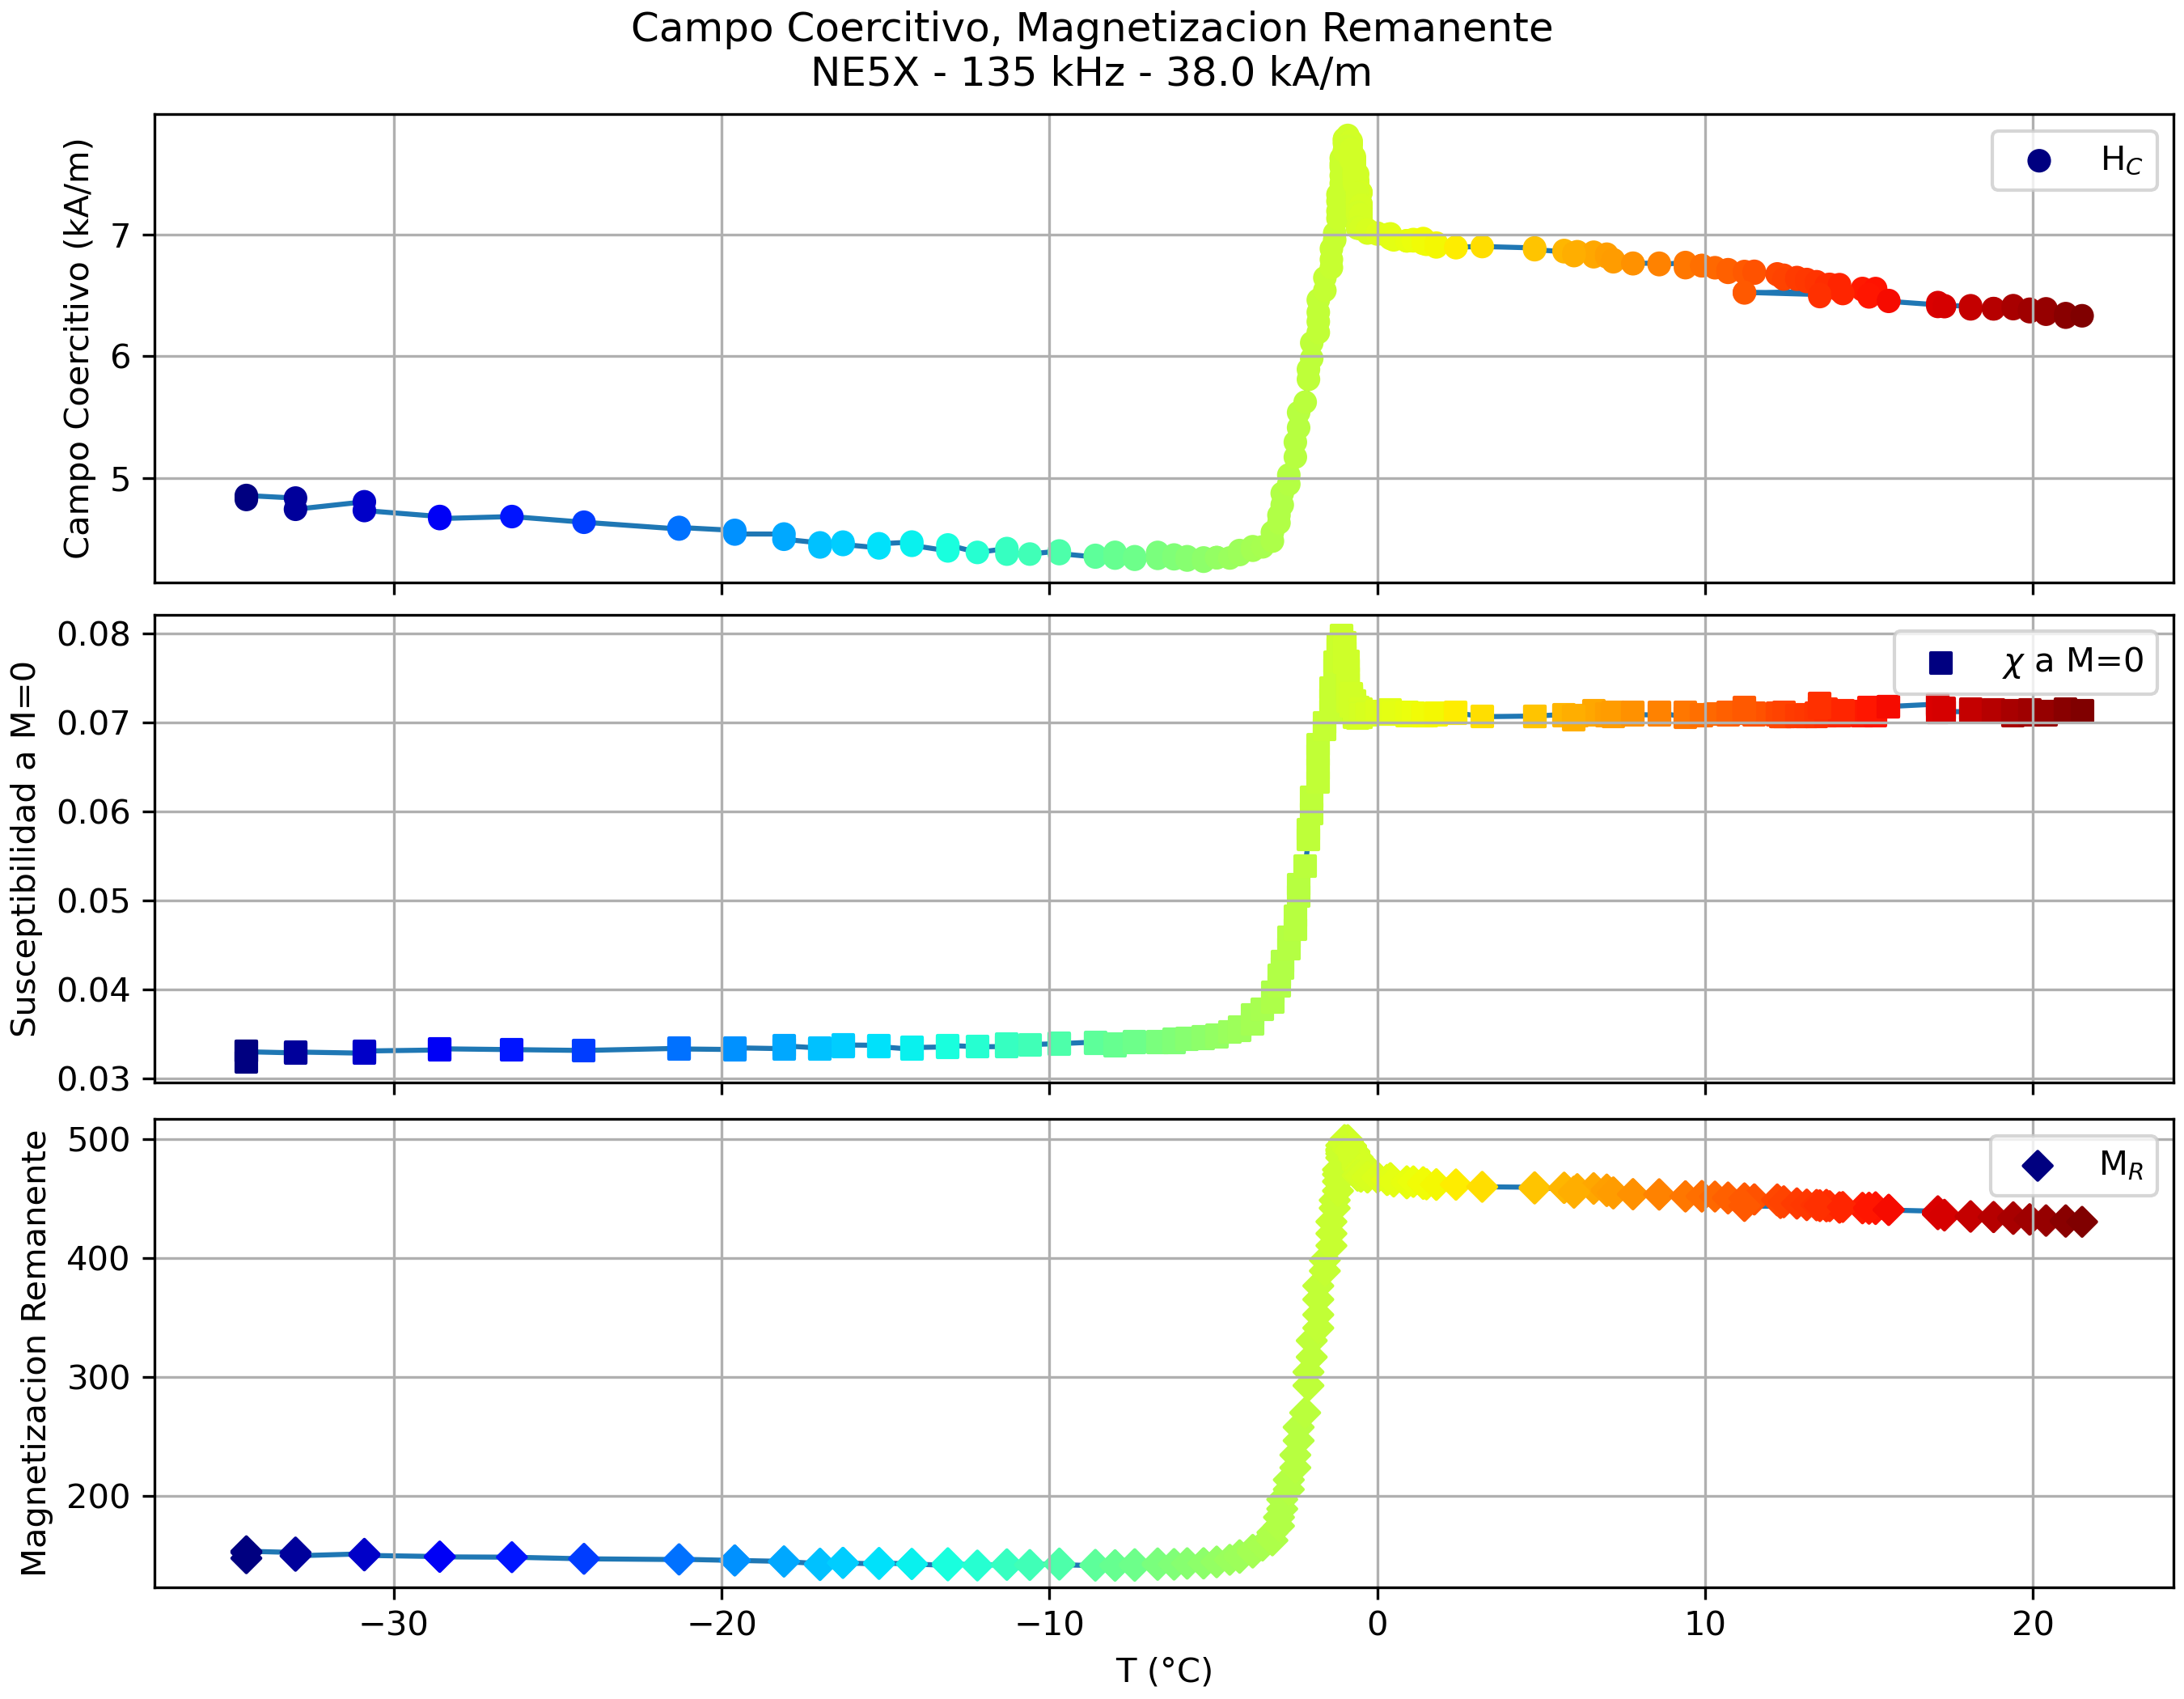 Campo Coercitivo, Magnetizacion Remanente
NE5X - 135 kHz - 38.0 kA/m
Campo Coercitivo (kA/m)
7
6
5
H_C
Susceptibilidad a M=0
0.08
0.07
0.06
0.05
0.04
0.03
χ a M=0
Magnetizacion Remanente
500
400
300
200
M_R
−30 −20 −10 0 10 20
T (°C)